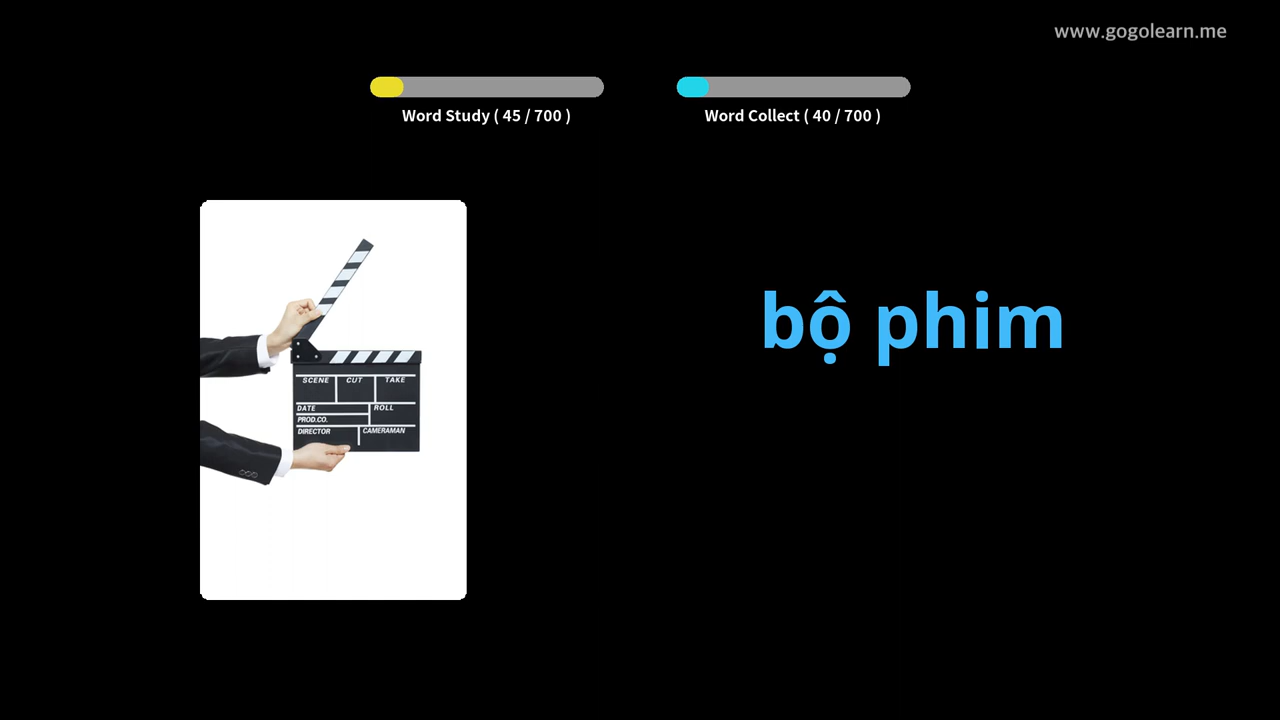 www.gogolearn.me
Word Study ( 45 / 700 )
Word Collect ( 40 / 700 )
SCENE CUT TAKE
DATE ROLL
PROD.CO.
DIRECTOR CAMERAMAN
bộ phim